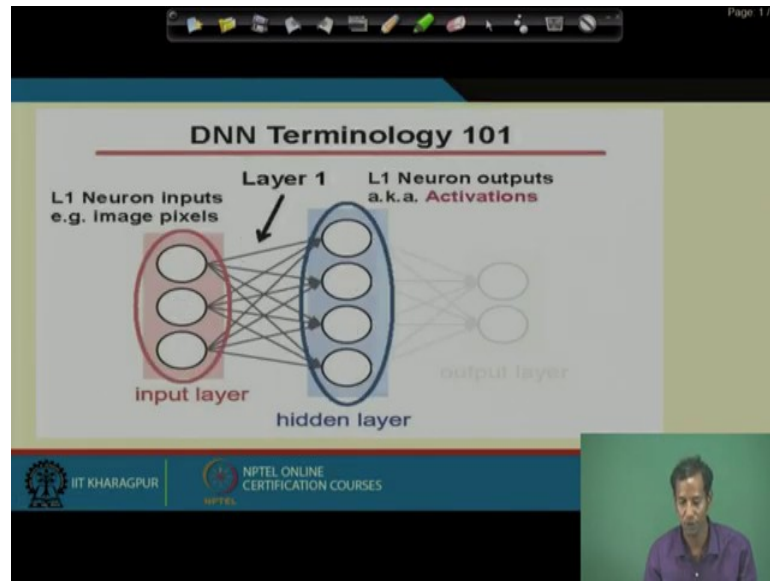 Page 1/
DNN Terminology 101
Layer 1
L1 Neuron inputs
e.g. image pixels
L1 Neuron outputs
a.k.a. Activations
input layer
hidden layer
output layer
IIT KHARAGPUR
NPTEL
NPTEL ONLINE
CERTIFICATION COURSES